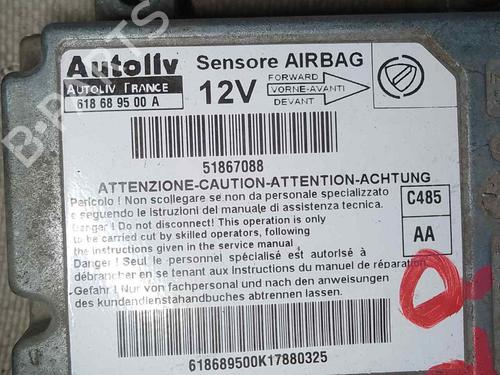 Autoliv Sensore AIRBAG
AUTOLIV FRANCE
618 68 95 00 A
12V
FORWARD
VORNE-AVANTI
DEVANT
51867088
ATTENZIONE-CAUTION-ATTENTION-ACHTUNG
Pericolo ! Non scollegare se non da personale specializzato
e seguendo le istruzioni del manuale di assistenza tecnica.
Danger ! Do not disconnect! This operation is only
to be carried out by skilled operators, following
the instructions given in the service manual
Danger ! Seul le personnel spécialisé est autorisé à
débrancher en se tenant aux Instructions du manuel de réparation
Gefahr ! Nur von fachpersonal und nach den anweisungen
des kundendienstahdbuches abtrennen lassen.
C485
AA
618689500K17880325
B-PARTS